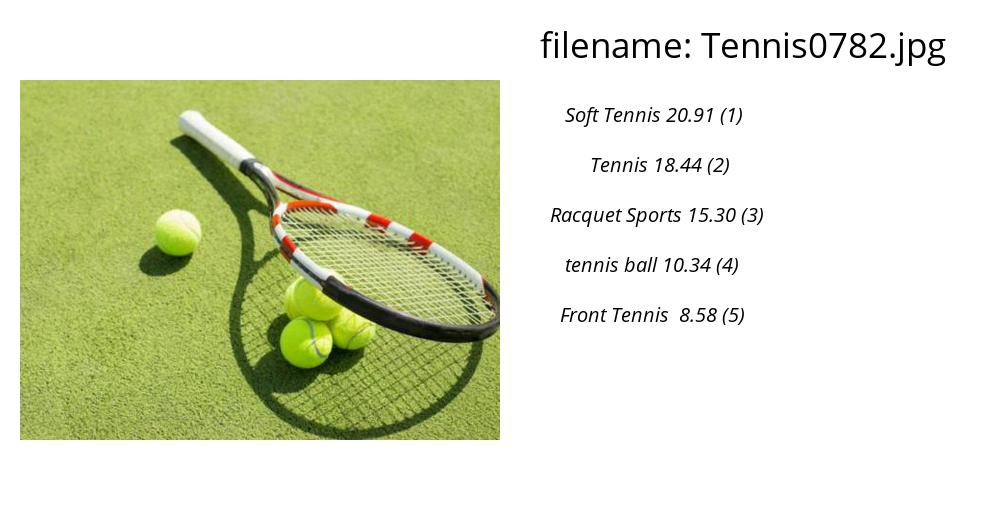 filename: Tennis0782.jpg
Soft Tennis 20.91 (1)
Tennis 18.44 (2)
Racquet Sports 15.30 (3)
tennis ball 10.34 (4)
Front Tennis  8.58 (5)